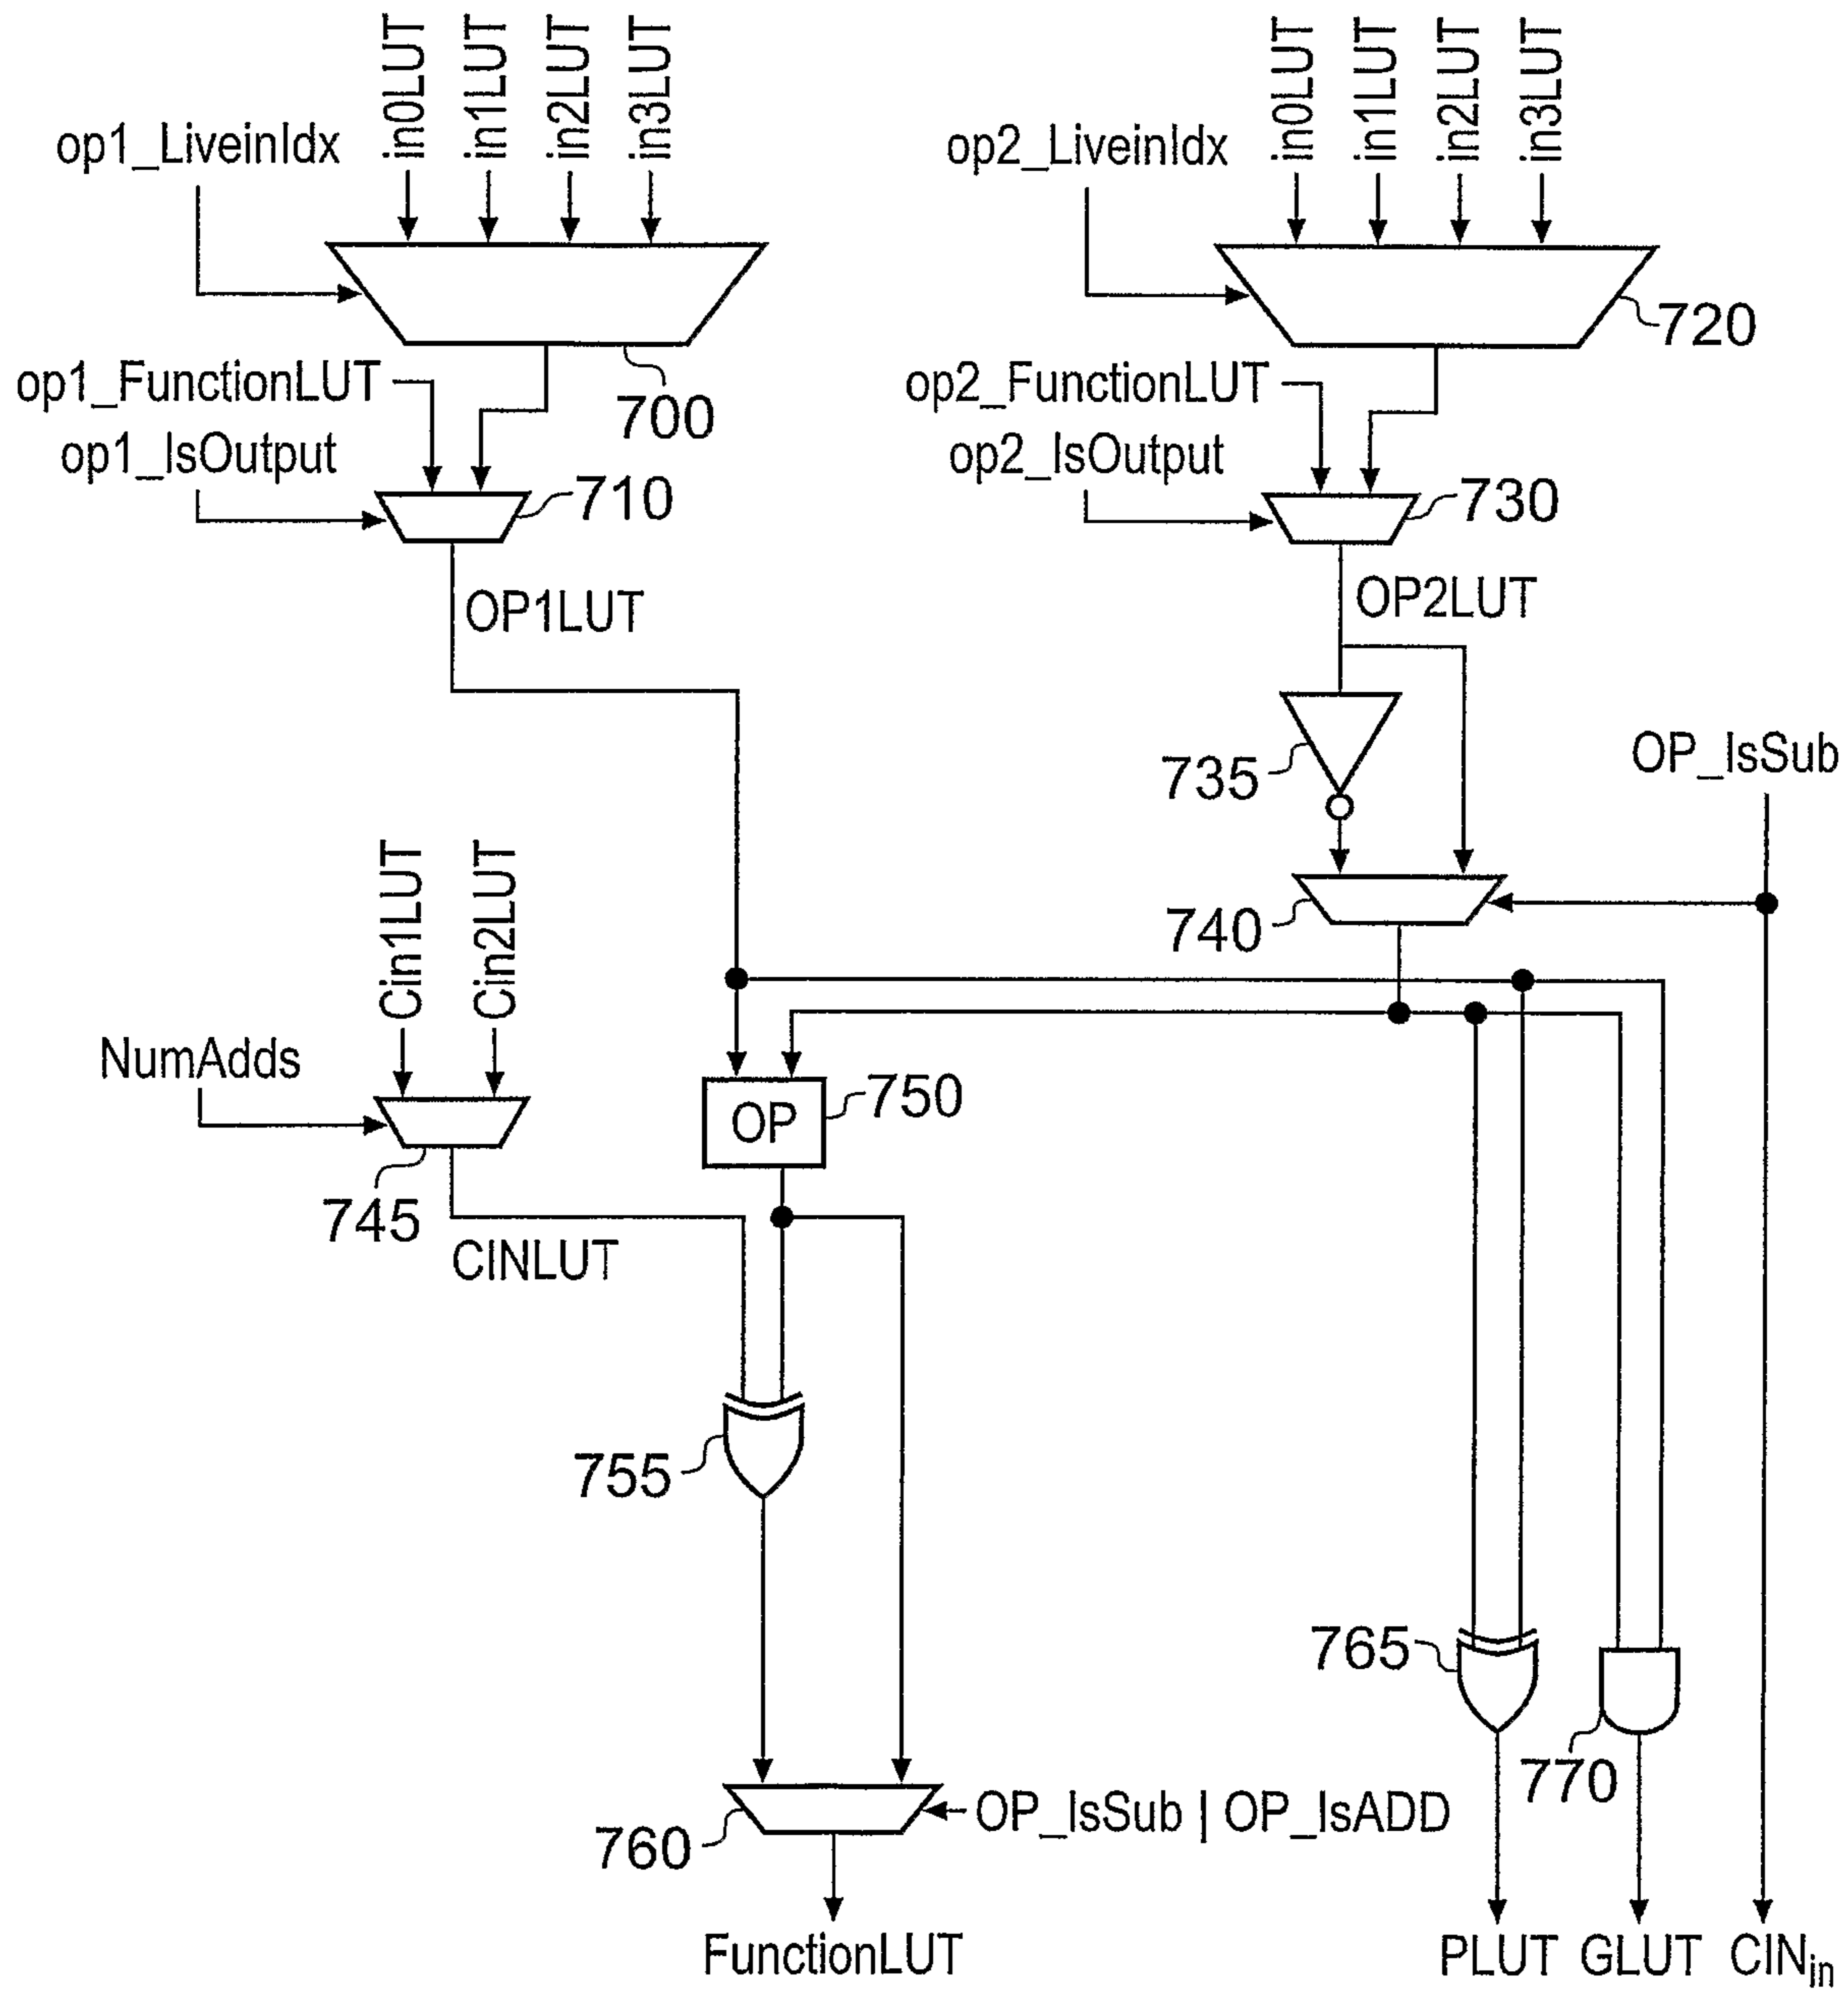 in0LUT
in1LUT
in2LUT
in3LUT
in0LUT
in1LUT
in2LUT
in3LUT
op1_LiveinIdx
op2_LiveinIdx
720
op1_FunctionLUT
700
op2_FunctionLUT
op1_IsOutput
710
op2_IsOutput
730
OP1LUT
OP2LUT
735
OP_IsSub
Cin1LUT
Cin2LUT
740
NumAdds
OP
750
745
CINLUT
755
765
770
760
OP_IsSub | OP_IsADD
FunctionLUT
PLUT
GLUT
CINin